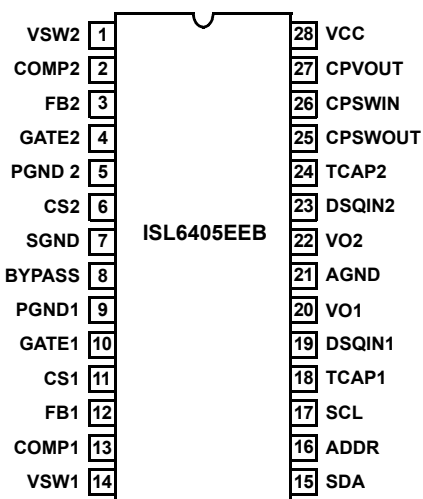 VSW2 1 28 VCC
COMP2 2 27 CPVOUT
FB2 3 26 CPSWIN
GATE2 4 25 CPSWOUT
PGND 2 5 24 TCAP2
CS2 6 23 DSQIN2
SGND 7 ISL6405EEB 22 VO2
BYPASS 8 21 AGND
PGND1 9 20 VO1
GATE1 10 19 DSQIN1
CS1 11 18 TCAP1
FB1 12 17 SCL
COMP1 13 16 ADDR
VSW1 14 15 SDA